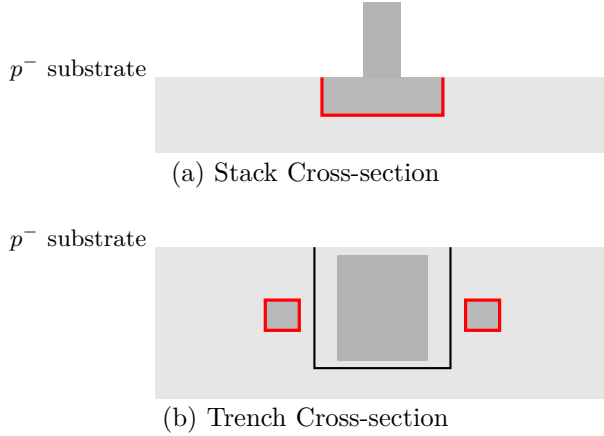 p⁻ substrate
(a) Stack Cross-section
p⁻ substrate
(b) Trench Cross-section